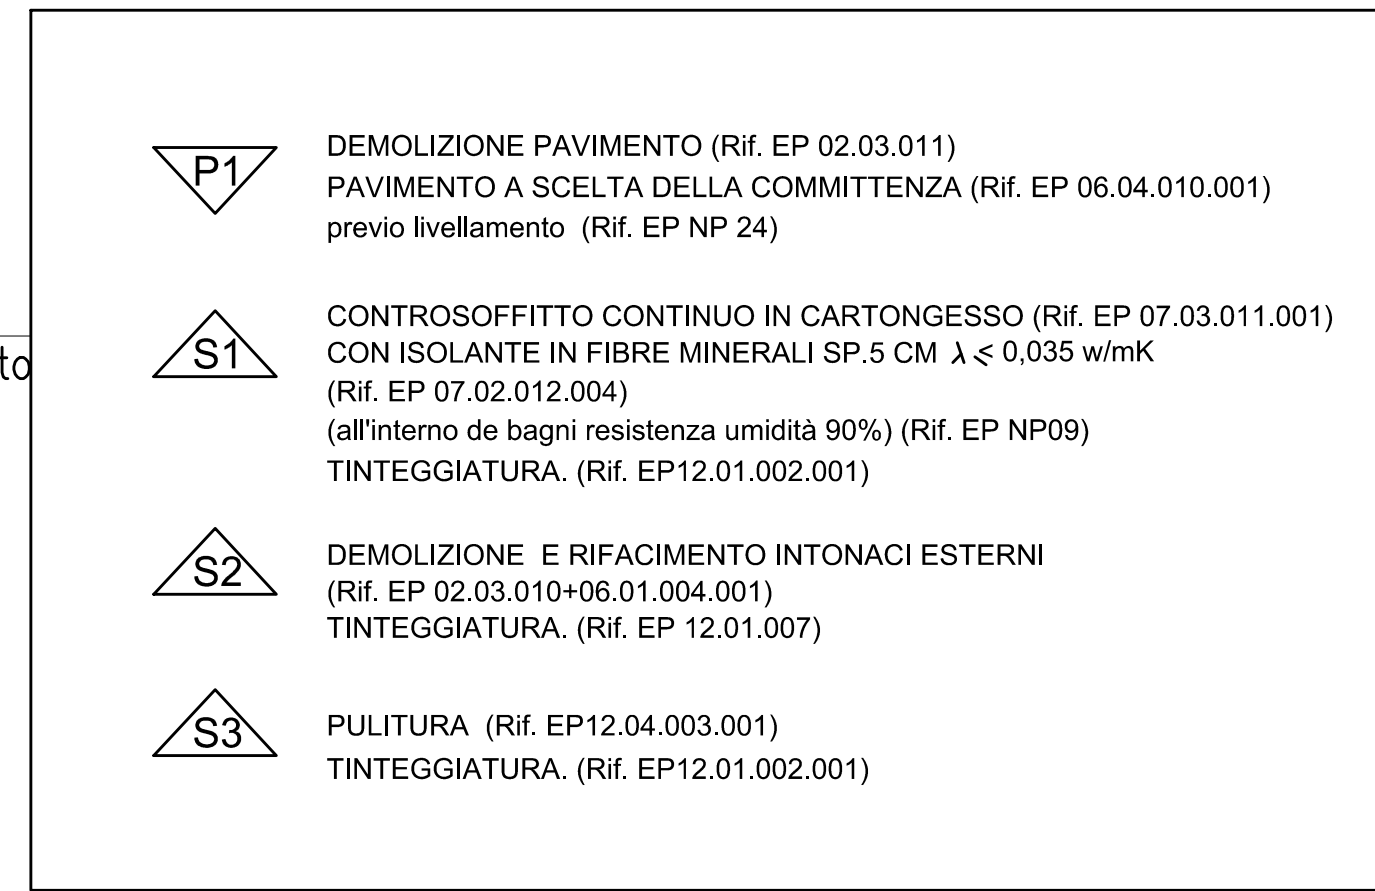 P1
DEMOLIZIONE PAVIMENTO (Rif. EP 02.03.011)
PAVIMENTO A SCELTA DELLA COMMITTENZA (Rif. EP 06.04.010.001)
previo livellamento (Rif. EP NP 24)
to
S1
CONTROSOFFITTO CONTINUO IN CARTONGESSO (Rif. EP 07.03.011.001)
CON ISOLANTE IN FIBRE MINERALI SP.5 CM λ ⩽ 0,035 w/mK
(Rif. EP 07.02.012.004)
(all'interno de bagni resistenza umidità 90%) (Rif. EP NP09)
TINTEGGIATURA. (Rif. EP12.01.002.001)
S2
DEMOLIZIONE E RIFACIMENTO INTONACI ESTERNI
(Rif. EP 02.03.010+06.01.004.001)
TINTEGGIATURA. (Rif. EP 12.01.007)
S3
PULITURA (Rif. EP12.04.003.001)
TINTEGGIATURA. (Rif. EP12.01.002.001)